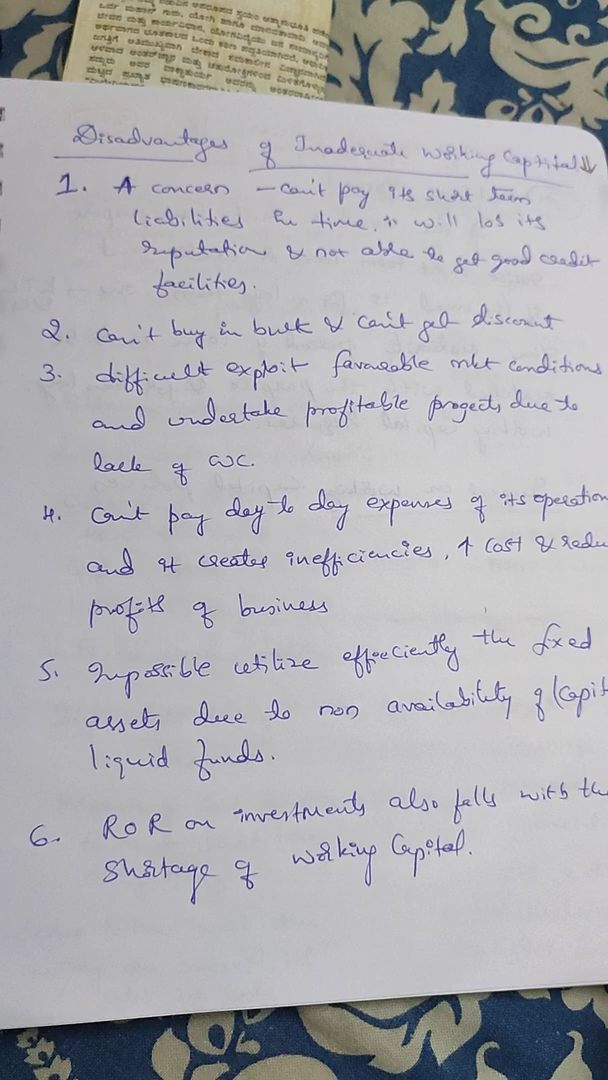 Disadvantages of Inadequate Working Captital ↓
1. A concern – can't pay its short term
liabilities in time, it will los its
reputation & not able to get good credit
facilities.
2. can't buy in bulk & can't get discount
3. difficult exploit favourable mkt conditions
and undertake profitable progects due to
lack of WC.
4. can't pay day to day expenses of its operation
and it creates inefficiencies, ↑ cost & redu
profits of business
5. Impossible utilize effeciently the fixed
assets due to non availability of (Capit
liquid funds.
6. ROR on investments also falls with the
shortage of working Capital.